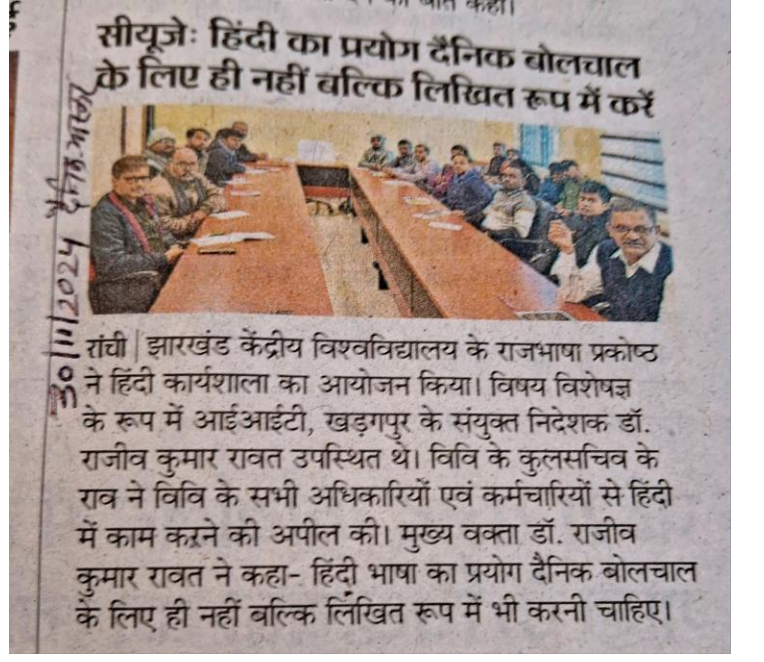 सीयूजेः हिंदी का प्रयोग दैनिक बोलचाल
के लिए ही नहीं बल्कि लिखित रूप में करें
30/11/2024 दैनिक भास्कर
रांची | झारखंड केंद्रीय विश्वविद्यालय के राजभाषा प्रकोष्ठ
ने हिंदी कार्यशाला का आयोजन किया। विषय विशेषज्ञ
के रूप में आईआईटी, खड़गपुर के संयुक्त निदेशक डॉ.
राजीव कुमार रावत उपस्थित थे। विवि के कुलसचिव के
राव ने विवि के सभी अधिकारियों एवं कर्मचारियों से हिंदी
में काम करने की अपील की। मुख्य वक्ता डॉ. राजीव
कुमार रावत ने कहा- हिंदी भाषा का प्रयोग दैनिक बोलचाल
के लिए ही नहीं बल्कि लिखित रूप में भी करनी चाहिए।